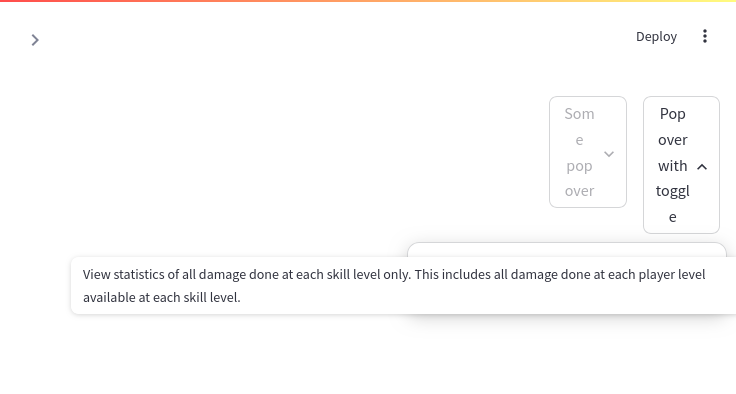 Deploy
Som
e
pop
over
Pop
over
with
toggl
e
View statistics of all damage done at each skill level only. This includes all damage done at each player level
available at each skill level.